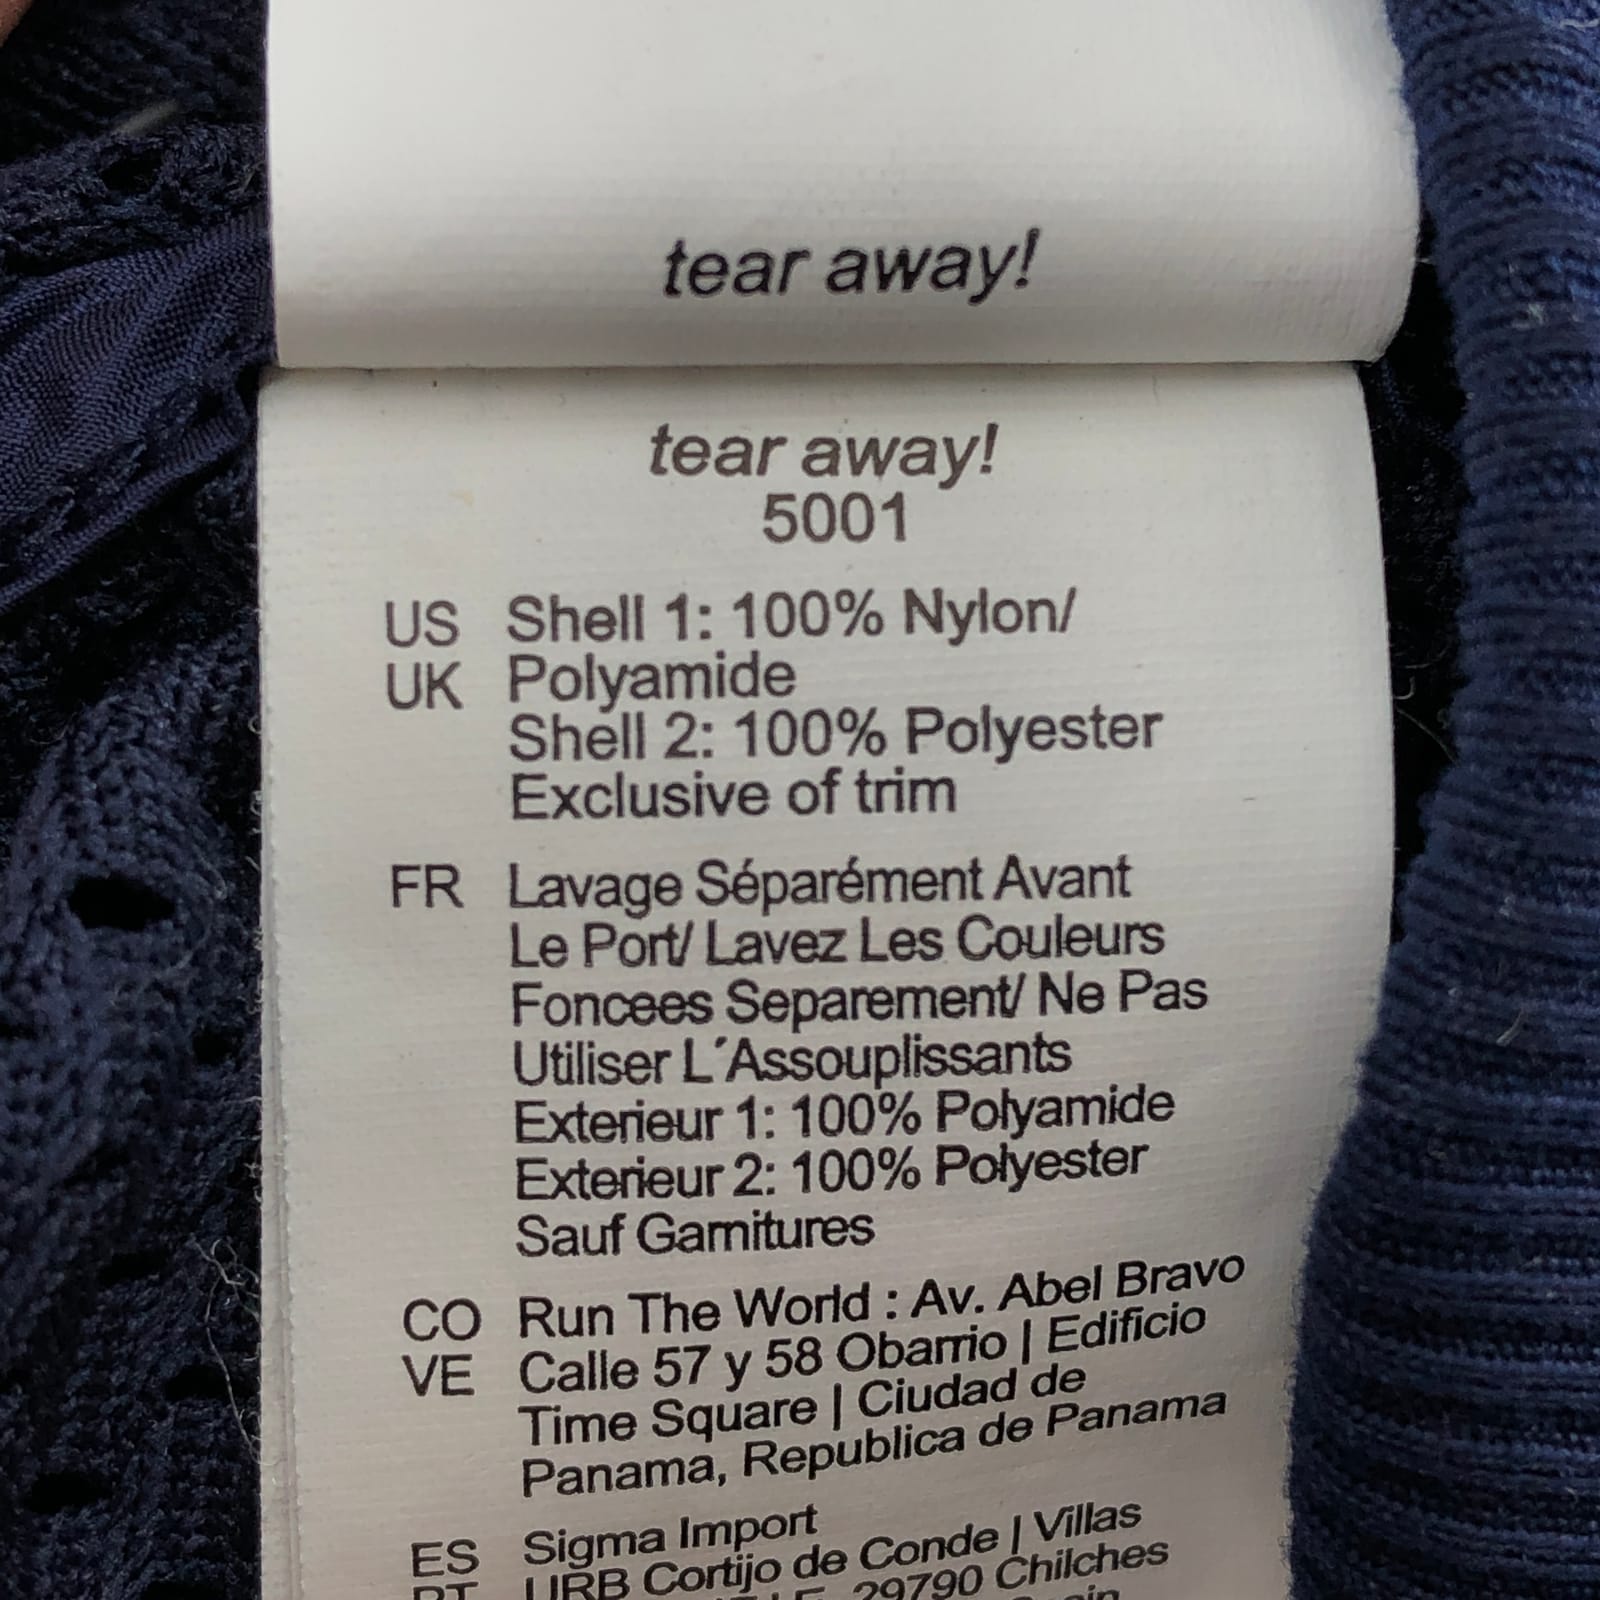 tear away!
tear away!
5001
US Shell 1: 100% Nylon/
UK Polyamide
Shell 2: 100% Polyester
Exclusive of trim
FR Lavage Séparément Avant
Le Port/ Lavez Les Couleurs
Foncees Separement/ Ne Pas
Utiliser L´Assouplissants
Exterieur 1: 100% Polyamide
Exterieur 2: 100% Polyester
Sauf Garnitures
CO Run The World : Av. Abel Bravo
VE Calle 57 y 58 Obarrio | Edificio
Time Square | Ciudad de
Panama, Republica de Panama
ES Sigma Import
PT URB Cortijo de Conde | Villas
29790 Chilches